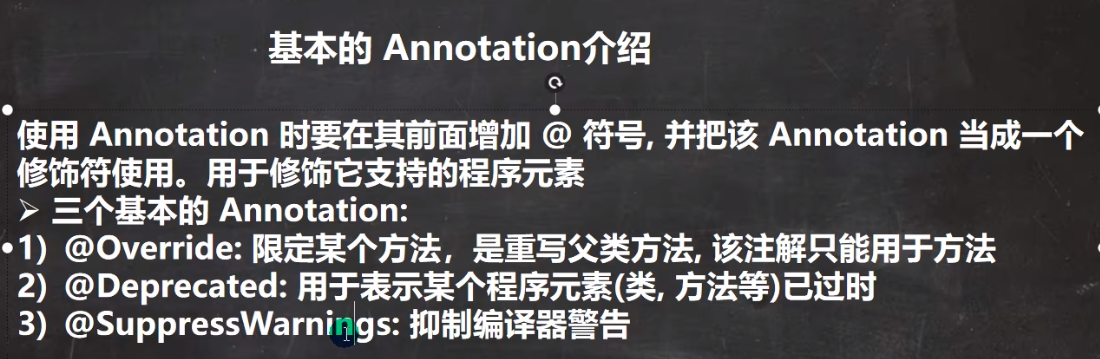 基本的 Annotation介绍
使用 Annotation 时要在其前面增加 @ 符号, 并把该 Annotation 当成一个
修饰符使用。用于修饰它支持的程序元素
➢ 三个基本的 Annotation:
1) @Override: 限定某个方法，是重写父类方法, 该注解只能用于方法
2) @Deprecated: 用于表示某个程序元素(类, 方法等)已过时
3) @SuppressWarnings: 抑制编译器警告